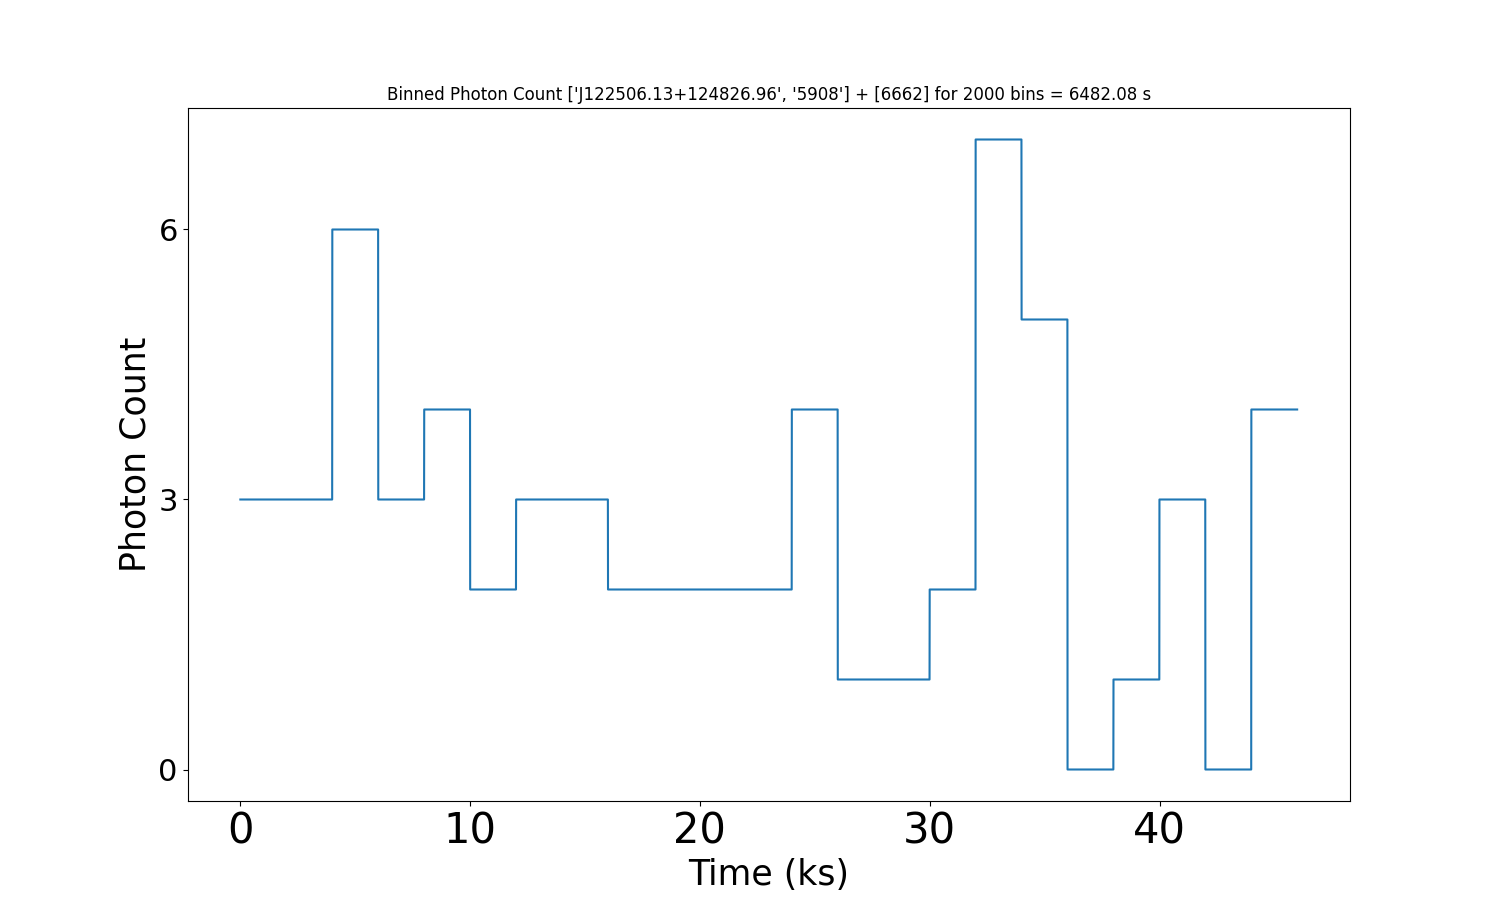 Binned Photon Count ['J122506.13+124826.96', '5908'] + [6662] for 2000 bins = 6482.08 s
Photon Count
6
3
0
0 10 20 30 40
Time (ks)